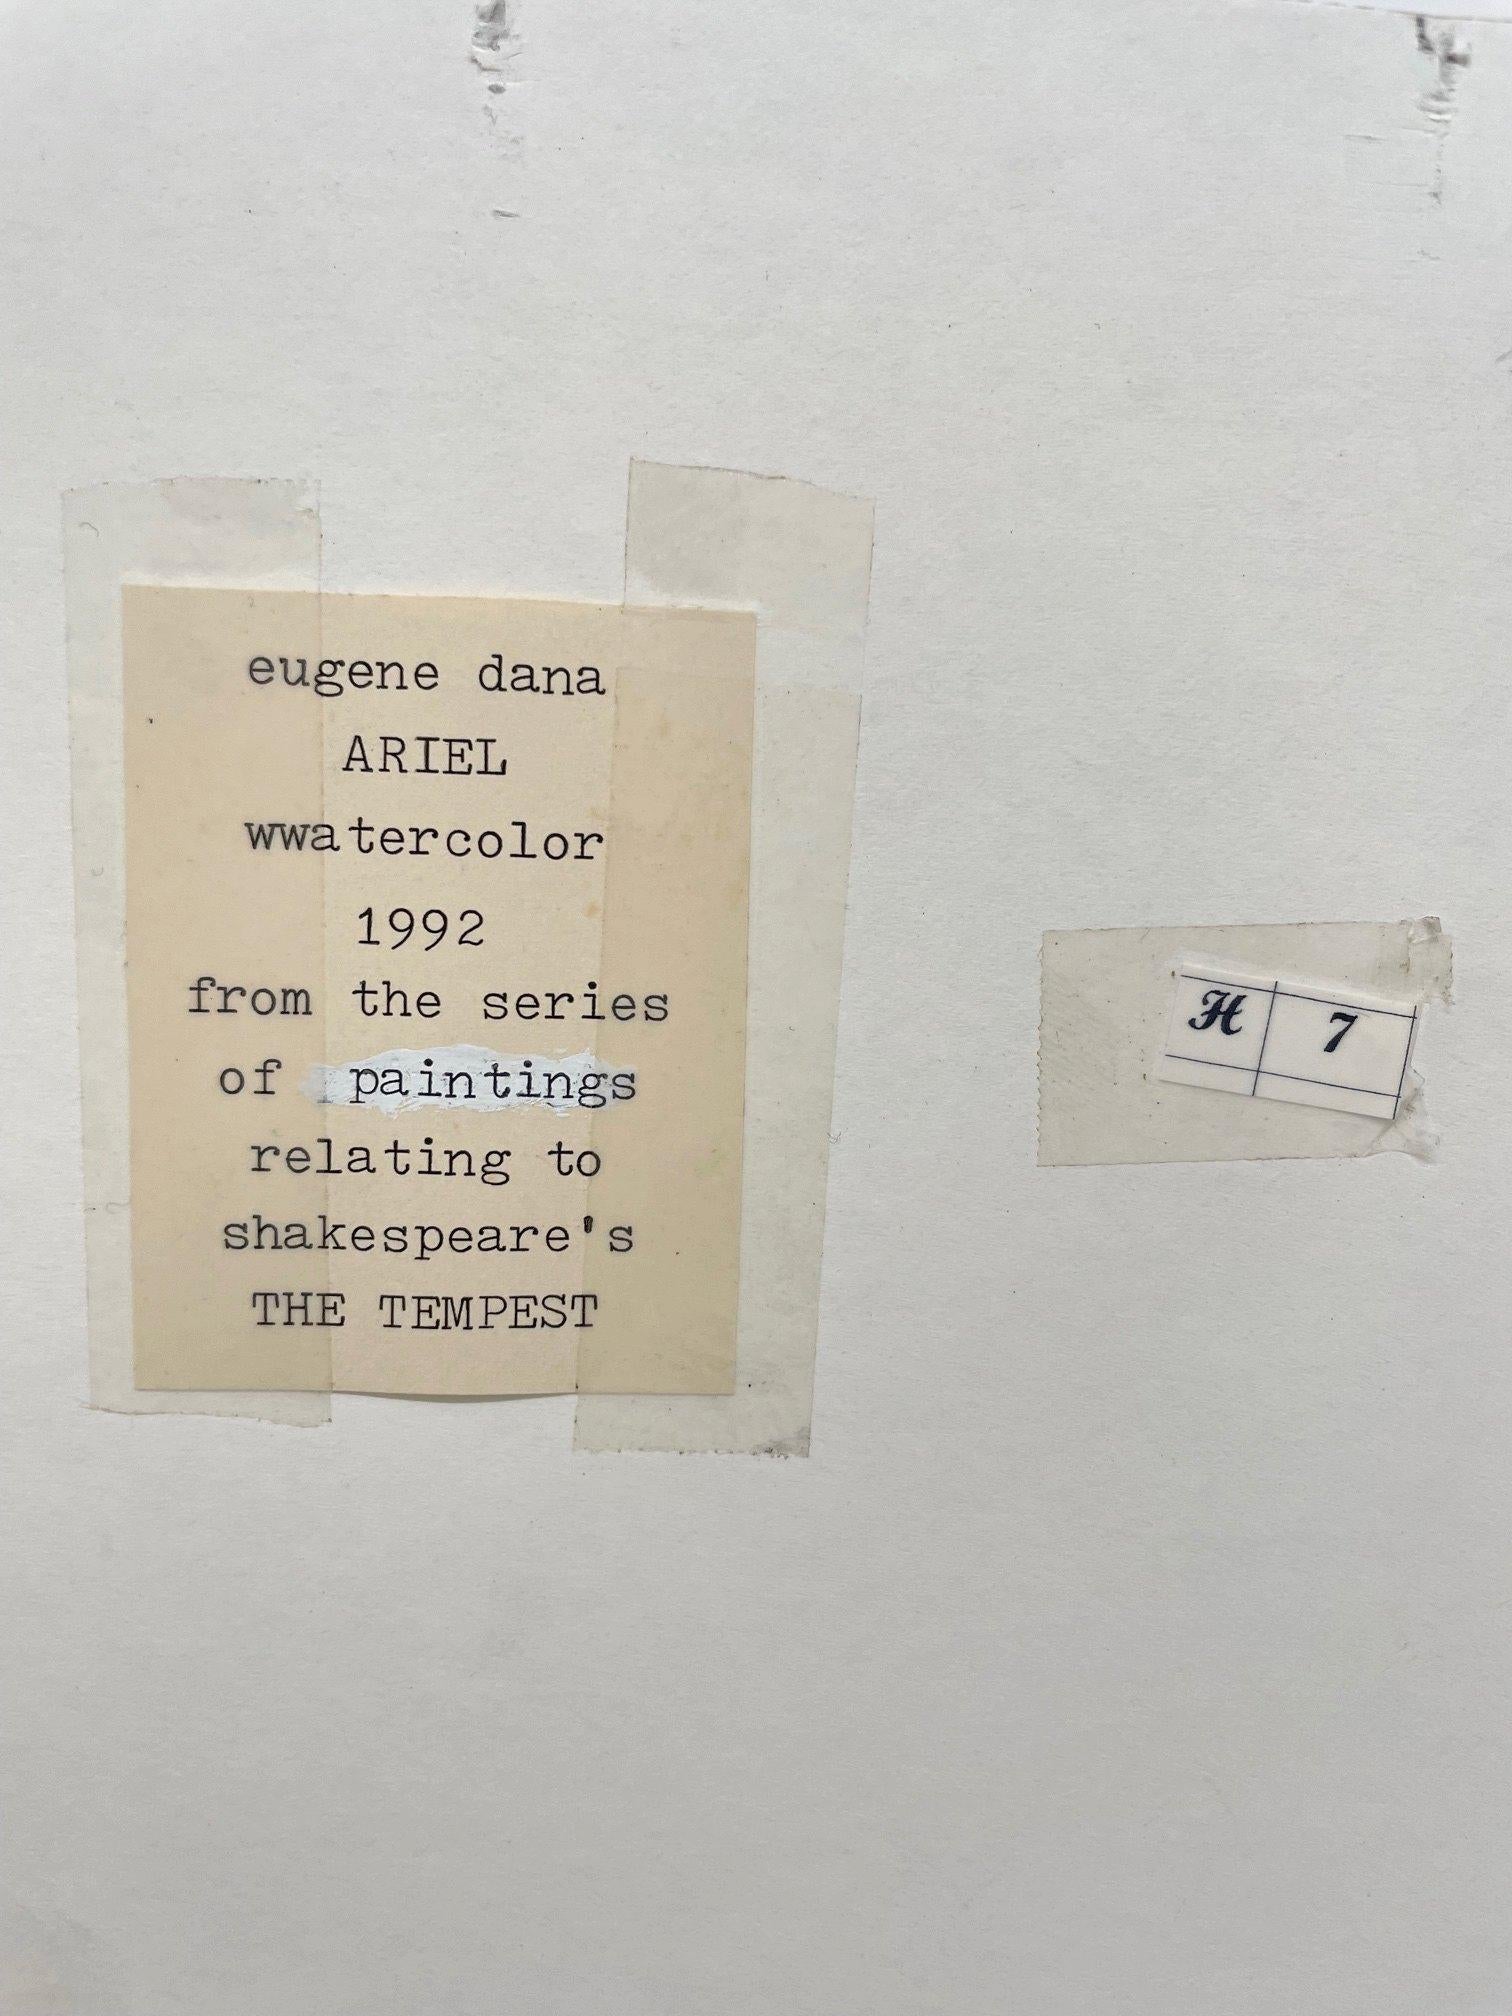 eugene dana
ARIEL
wwatercolor
1992
from the series
of paintings
relating to
shakespeare's
THE TEMPEST
H 7